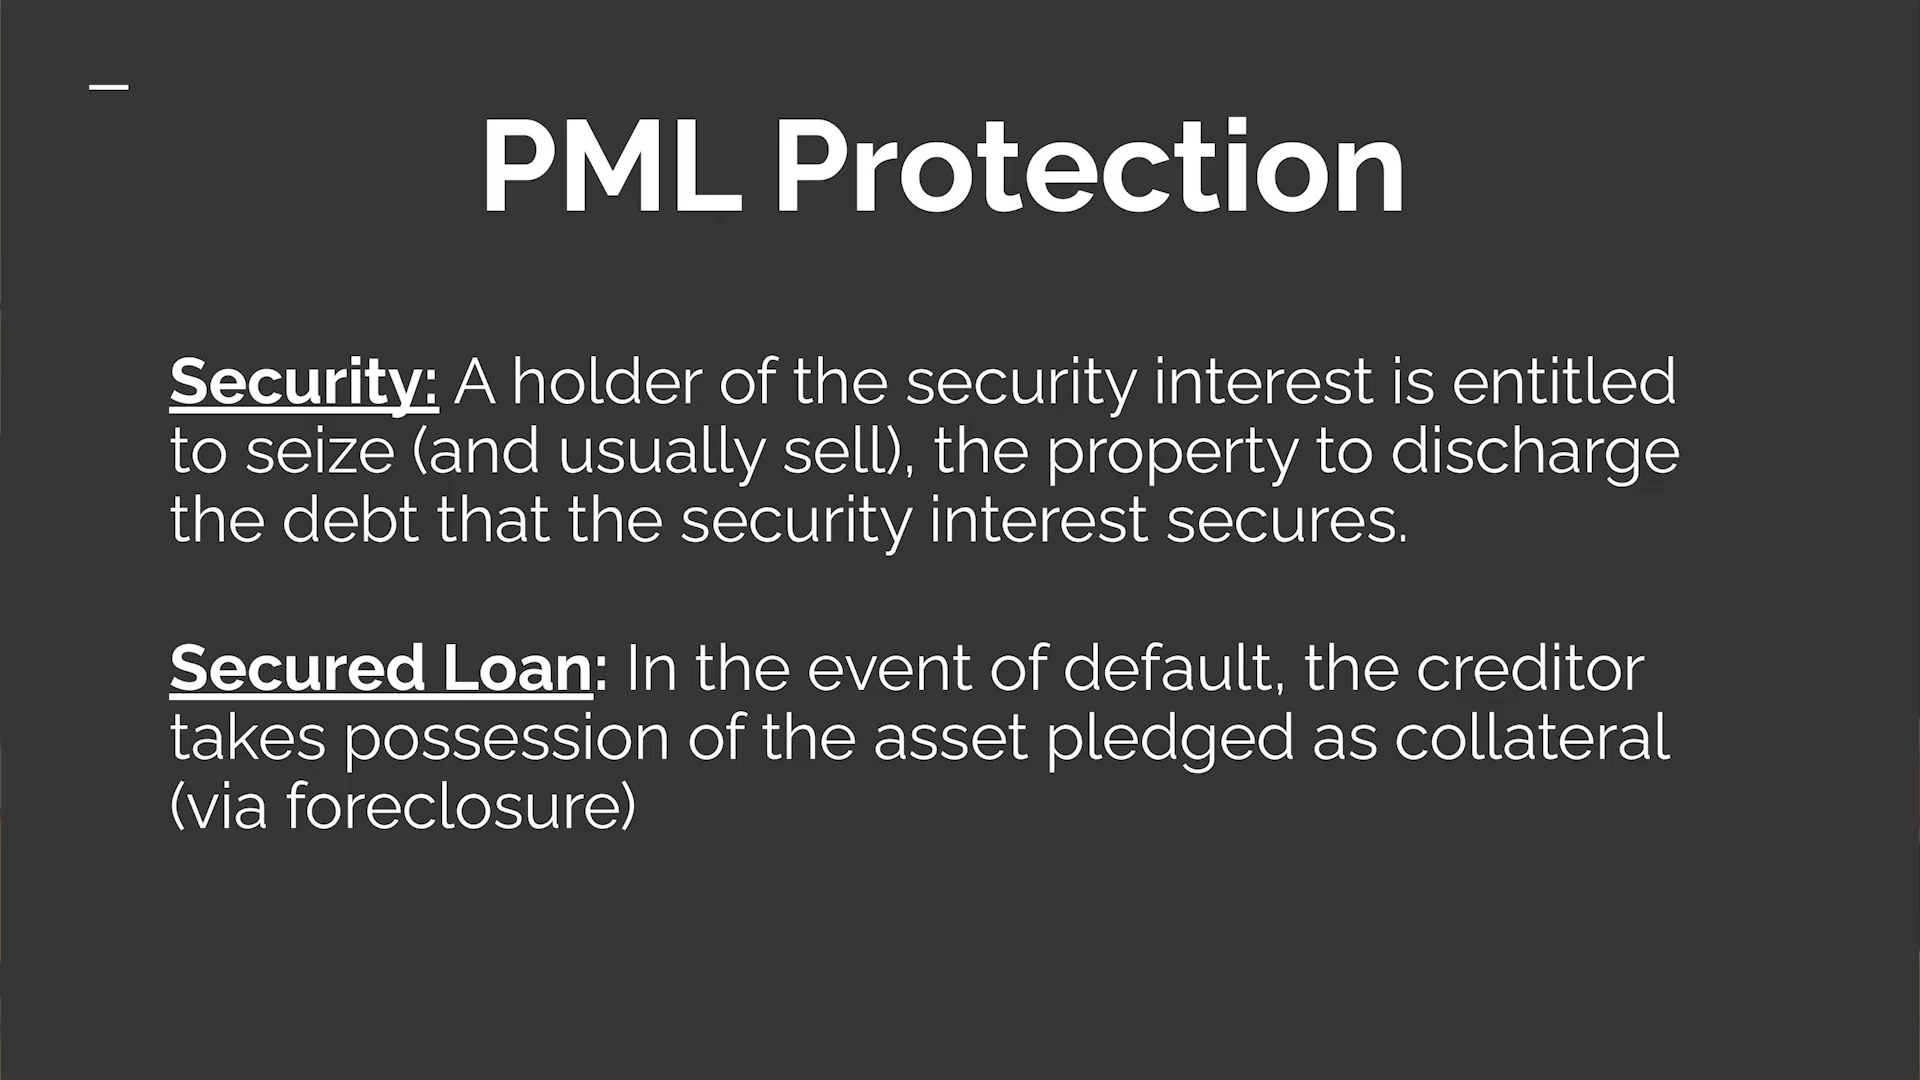 PML Protection
Security: A holder of the security interest is entitled
to seize (and usually sell), the property to discharge
the debt that the security interest secures.
Secured Loan: In the event of default, the creditor
takes possession of the asset pledged as collateral
(via foreclosure)